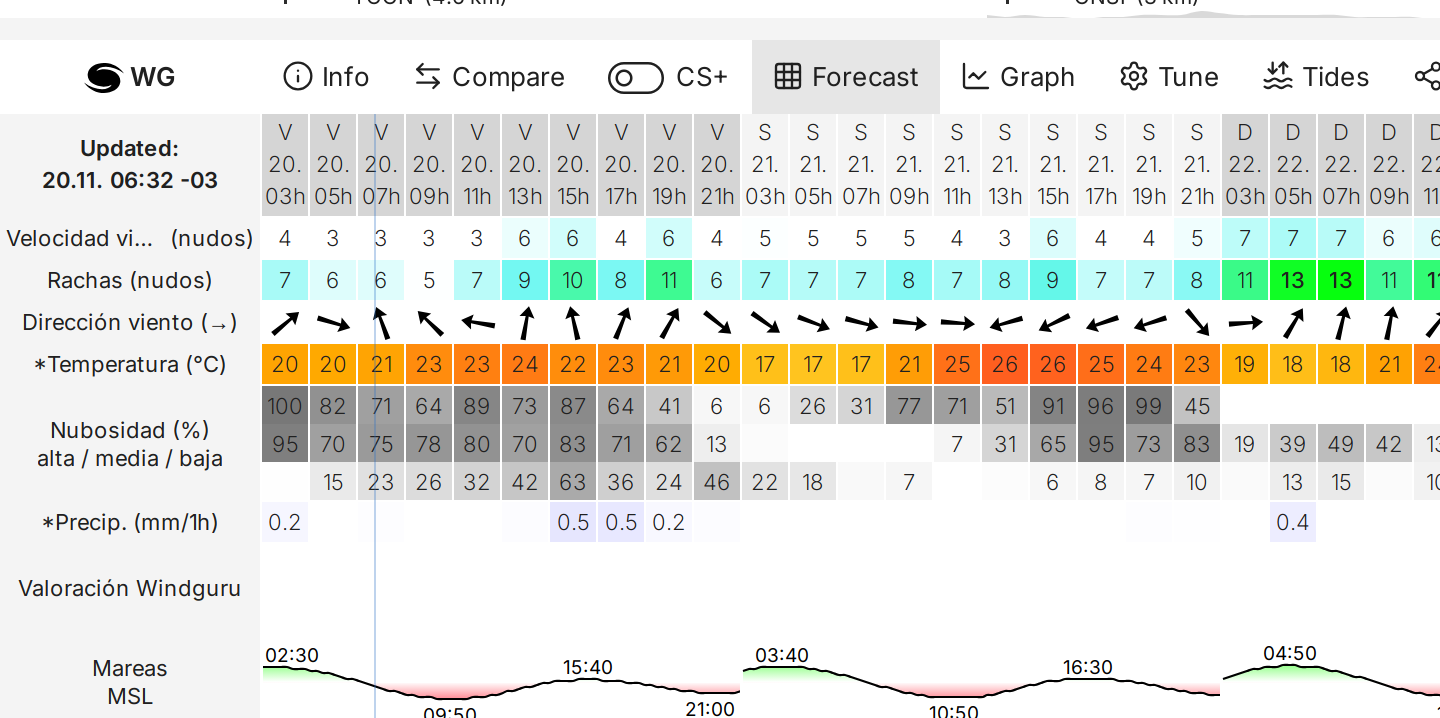 WG Info Compare CS+ Forecast Graph Tune Tides
V V V V V V V V V V S S S S S S S S S S D D D D
Updated: 20. 20. 20. 20. 20. 20. 20. 20. 20. 20. 21. 21. 21. 21. 21. 21. 21. 21. 21. 21. 22. 22. 22. 22.
20.11. 06:32 -03 03h 05h 07h 09h 11h 13h 15h 17h 19h 21h 03h 05h 07h 09h 11h 13h 15h 17h 19h 21h 03h 05h 07h 09h
Velocidad vi... (nudos) 4 3 3 3 3 6 6 4 6 4 5 5 5 5 4 3 6 4 4 5 7 7 7 6
Rachas (nudos) 7 6 6 5 7 9 10 8 11 6 7 7 7 8 7 8 9 7 7 8 11 13 13 11
Dirección viento (→)
*Temperatura (°C) 20 20 21 23 23 24 22 23 21 20 17 17 17 21 25 26 26 25 24 23 19 18 18 21
100 82 71 64 89 73 87 64 41 6 6 26 31 77 71 51 91 96 99 45
Nubosidad (%) 95 70 75 78 80 70 83 71 62 13 7 31 65 95 73 83 19 39 49 42
alta / media / baja 15 23 26 32 42 63 36 24 46 22 18 7 6 8 7 10 13 15
*Precip. (mm/1h) 0.2 0.5 0.5 0.2 0.4
Valoración Windguru
Mareas 02:30 15:40 03:40 16:30 04:50
MSL 09:50 21:00 10:50